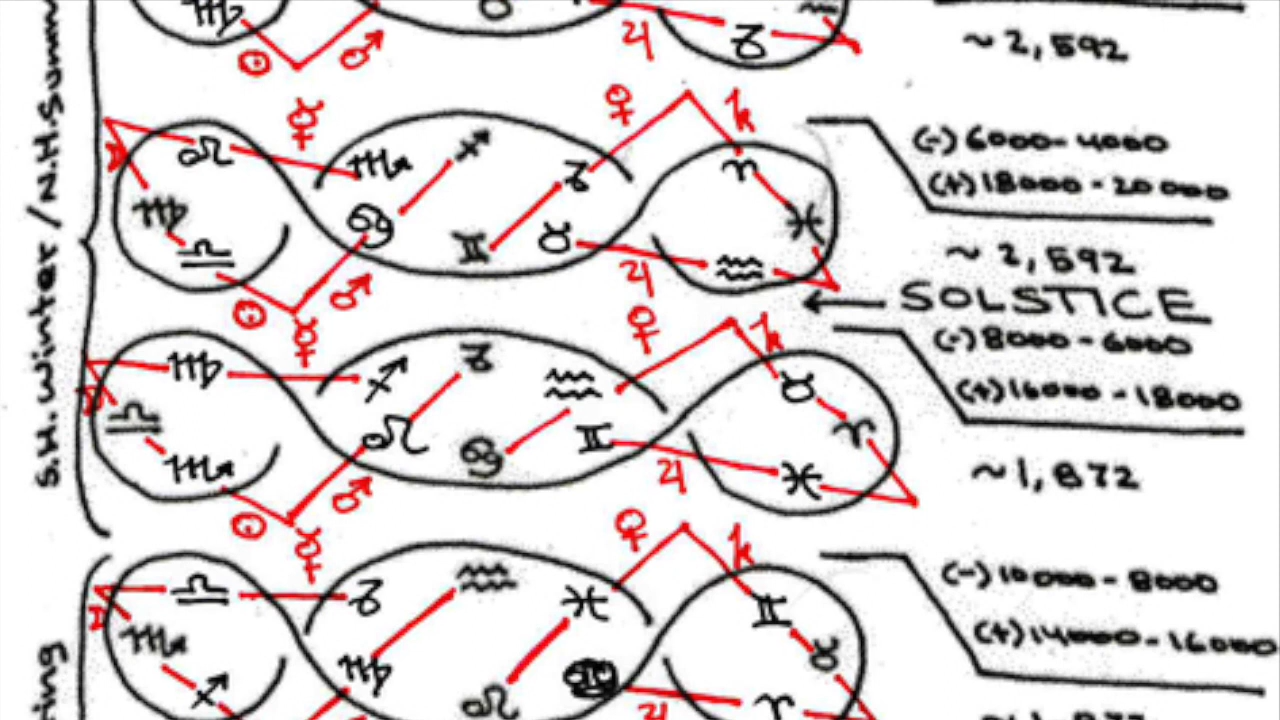 ♍
♉
♒
♑
☉ ♂ ♃
~ 2,592
☿ ♀ ♄
♌ ♏ ♐ ♑ ♈
♍ ♋ ♓
♎ ♊ ♉ ♒
☉ ♂ ♃
(-) 6000-4000
(+) 18000-20000
~ 2,592
← SOLSTICE
S.H. Winter / N.H. Summ
☿ ♀ ♄
♍ ♐ ♑ ♒ ♉
♎ ♌ ♈
♏ ♋ ♊ ♓
☉ ♂ ♃
(-) 8000-6000
(+) 16000-18000
~ 1,872
☿ ♀ ♄
♎ ♑ ♒ ♓ ♊
♏ ♍ ♉
♐ ♌ ♋ ♈
♃
(-) 10000-8000
(+) 14000-16000
ring